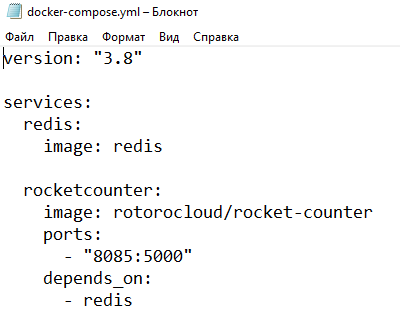 docker-compose.yml – Блокнот
Файл Правка Формат Вид Справка
version: "3.8"
services:
  redis:
    image: redis
  rocketcounter:
    image: rotorocloud/rocket-counter
    ports:
      - "8085:5000"
    depends_on:
      - redis